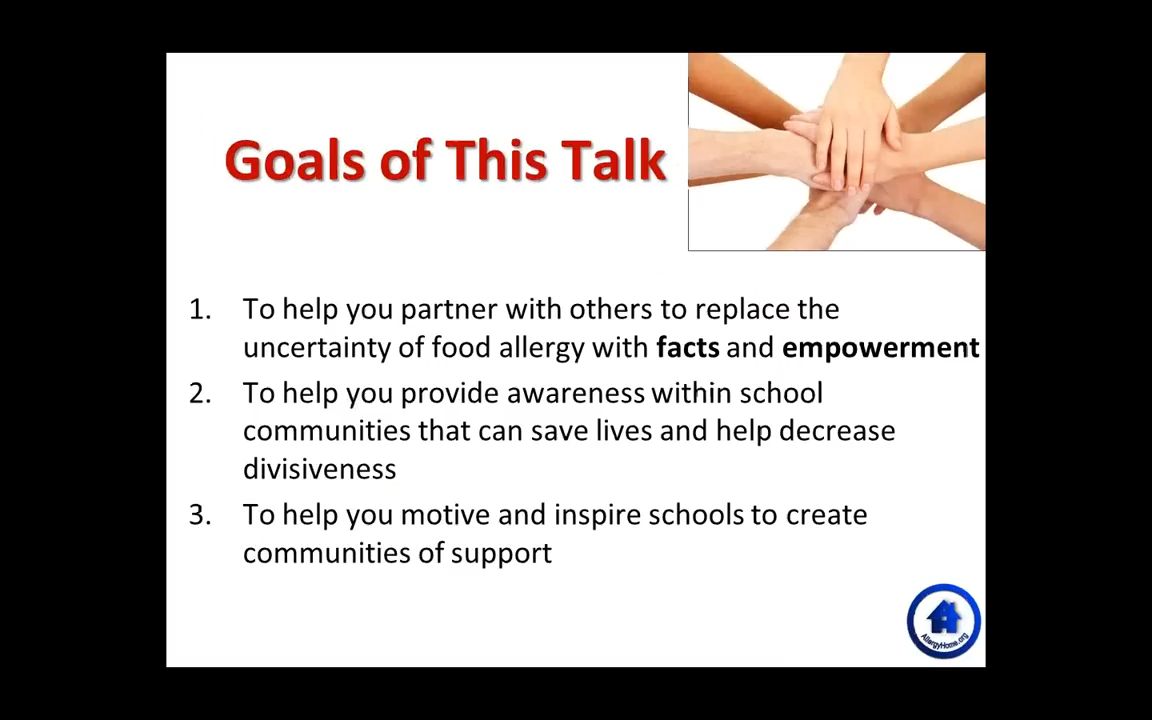 Goals of This Talk
1. To help you partner with others to replace the
uncertainty of food allergy with facts and empowerment
2. To help you provide awareness within school
communities that can save lives and help decrease
divisiveness
3. To help you motive and inspire schools to create
communities of support
AllergyHome.org